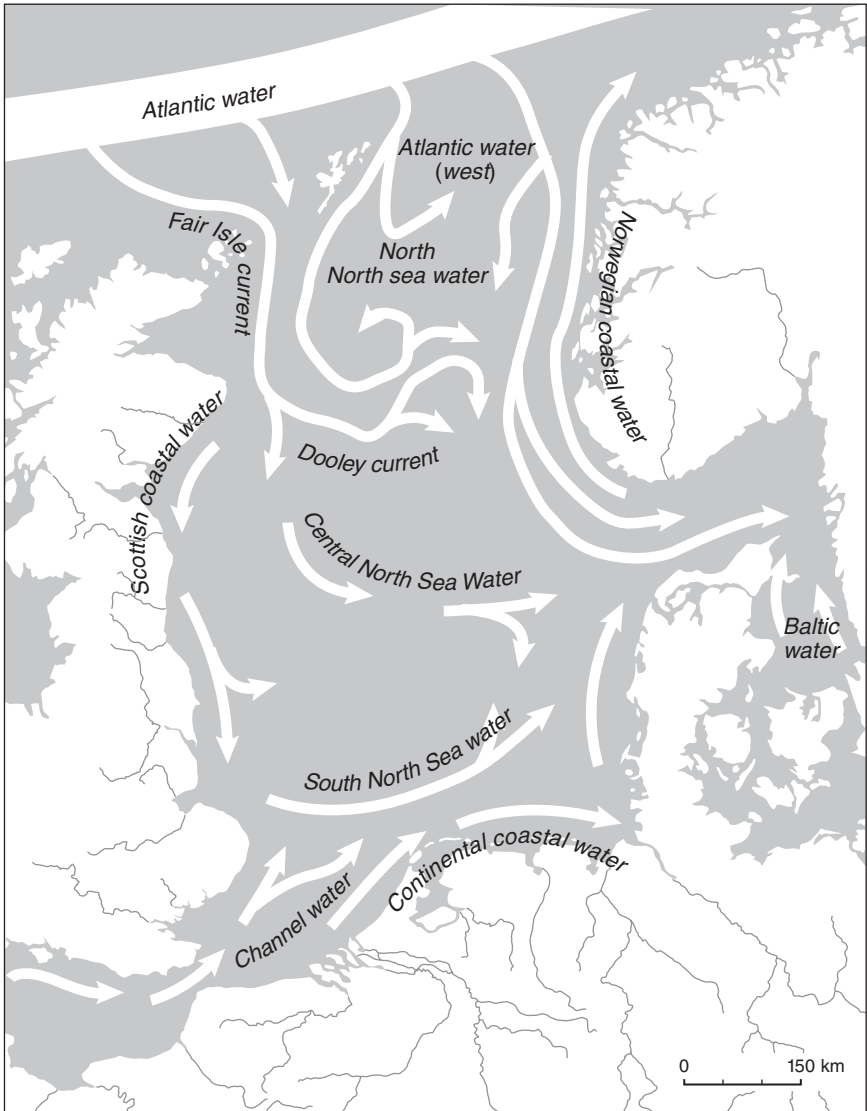 Atlantic water
Atlantic water
(west)
Fair Isle current
North
North sea water
Norwegian coastal water
Scottish coastal water
Dooley current
Central North Sea Water
Baltic
water
South North Sea water
Continental coastal water
Channel water
0 150 km